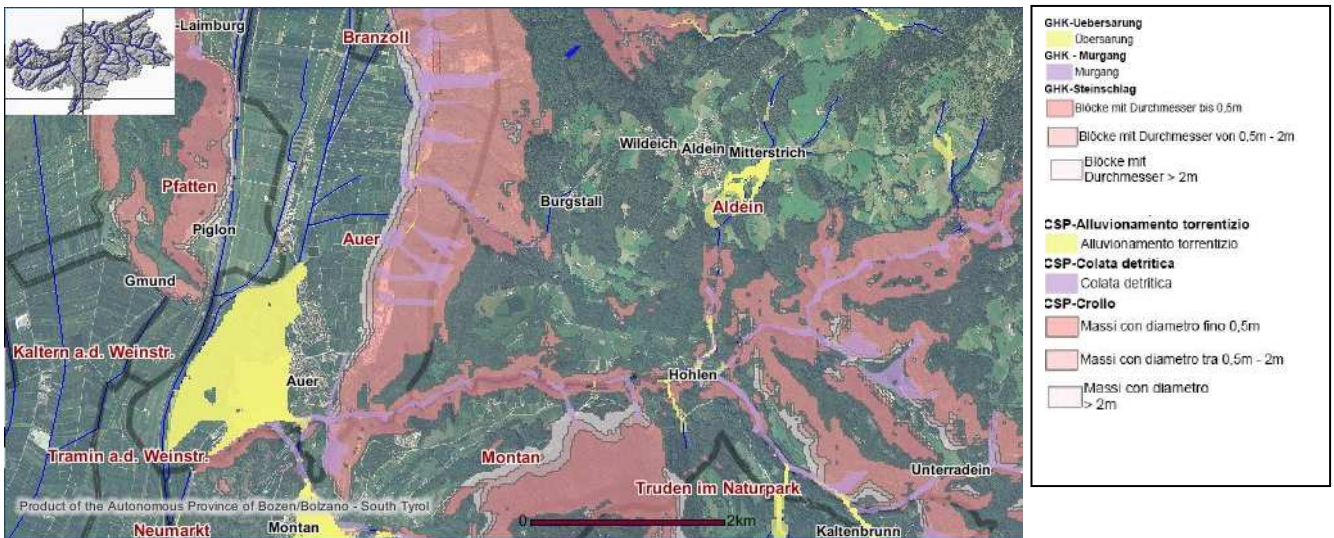 -Laimburg
Branzoll
Wildeich
Aldein
Mitterstrich
Pfatten
Burgstall
Aldein
Piglon
Auer
Gmund
Kaltern a.d. Weinstr.
Auer
Hohlen
Tramin a.d. Weinstr.
Montan
Unterradein
Truden im Naturpark
Product of the Autonomous Province of Bozen/Bolzano - South Tyrol
0
2km
Neumarkt
Montan
Kaltenbrunn
GHK-Uebersarung
Übersarung
GHK - Murgang
Murgang
GHK-Steinschlag
Blöcke mit Durchmesser bis 0,5m
Blöcke mit Durchmesser von 0,5m - 2m
Blöcke mit
Durchmesser > 2m
CSP-Alluvionamento torrentizio
Alluvionamento torrentizio
CSP-Colata detritica
Colata detritica
CSP-Crollo
Massi con diametro fino 0,5m
Massi con diametro tra 0,5m - 2m
Massi con diametro
> 2m